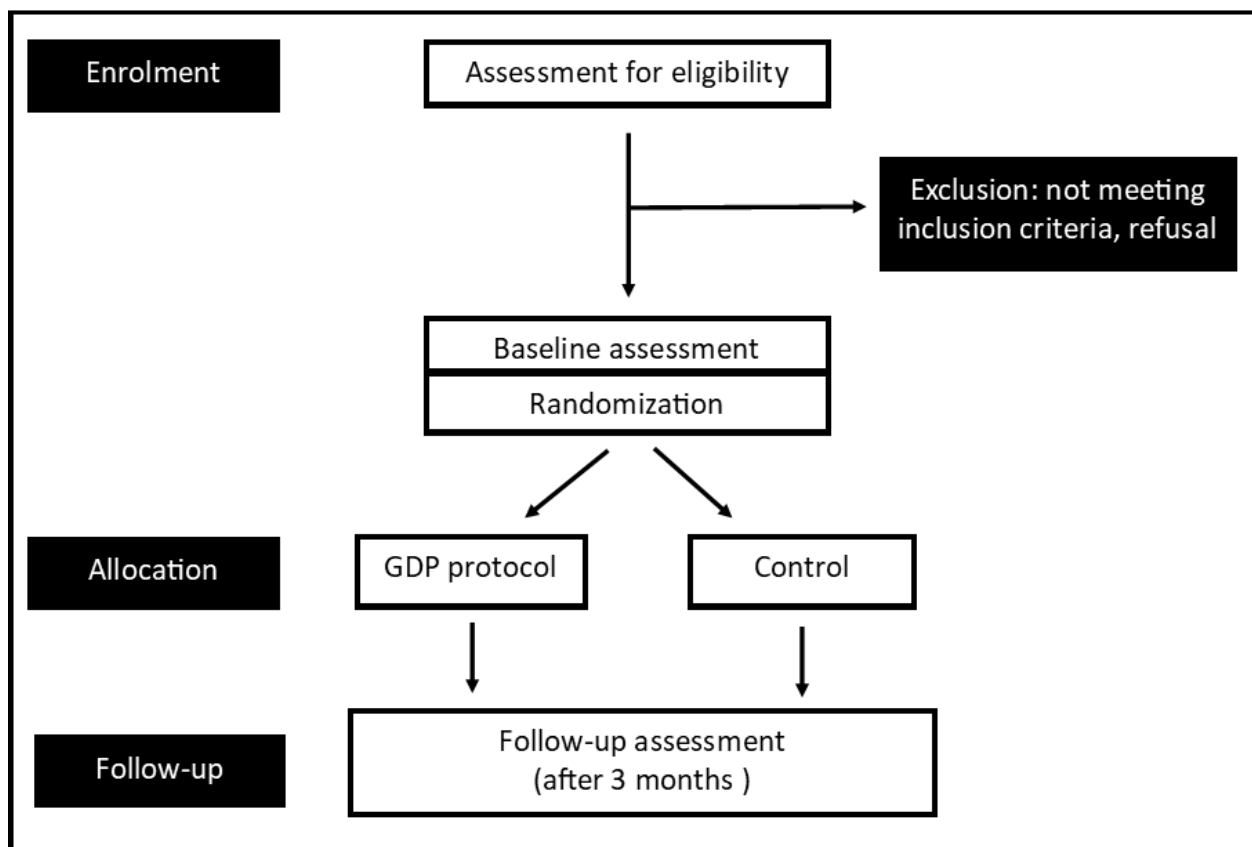 Enrolment
Assessment for eligibility
Exclusion: not meeting
inclusion criteria, refusal
Baseline assessment
Randomization
Allocation
GDP protocol
Control
Follow-up
Follow-up assessment
(after 3 months )